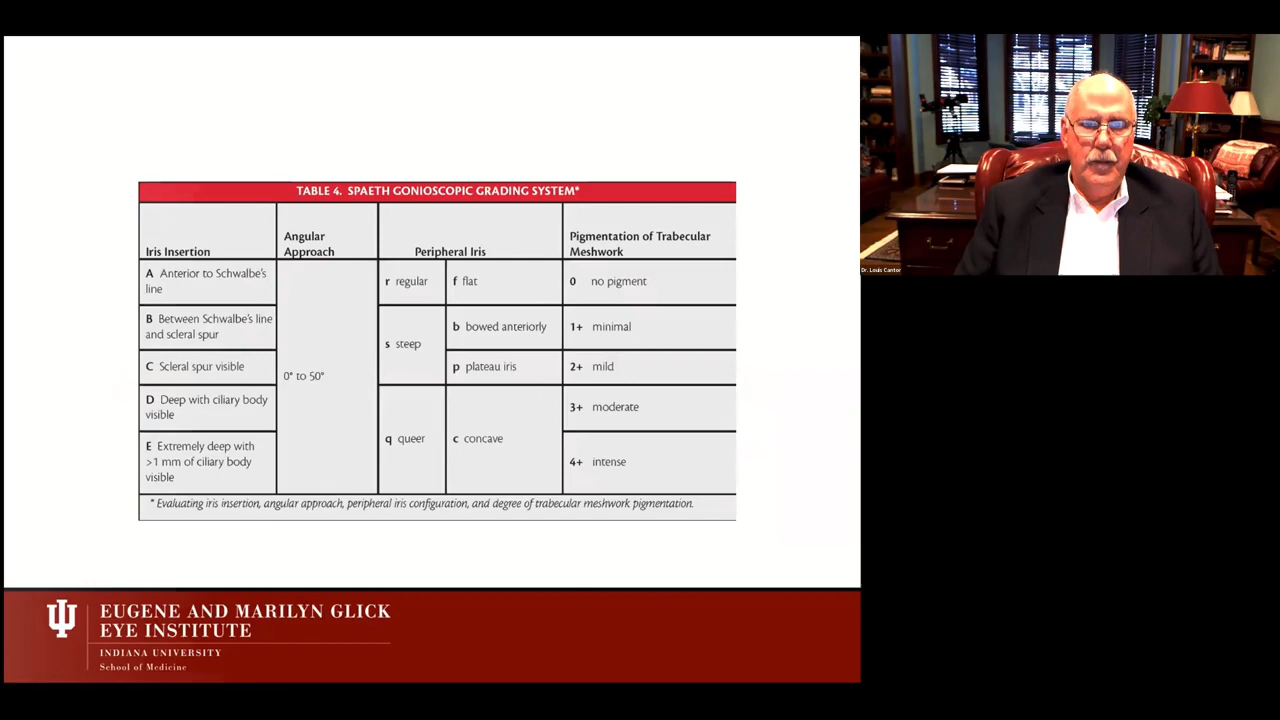 TABLE 4. SPAETH GONIOSCOPIC GRADING SYSTEM*
Iris Insertion
Angular
Approach
Peripheral Iris
Pigmentation of Trabecular
Meshwork
A Anterior to Schwalbe's
line
r regular
f flat
0 no pigment
B Between Schwalbe's line
and scleral spur
s steep
b bowed anteriorly
1+ minimal
C Scleral spur visible
0° to 50°
p plateau iris
2+ mild
D Deep with ciliary body
visible
3+ moderate
E Extremely deep with
>1 mm of ciliary body
visible
q queer
c concave
4+ intense
* Evaluating iris insertion, angular approach, peripheral iris configuration, and degree of trabecular meshwork pigmentation.
EUGENE AND MARILYN GLICK
EYE INSTITUTE
INDIANA UNIVERSITY
School of Medicine
Dr. Louis Cantor